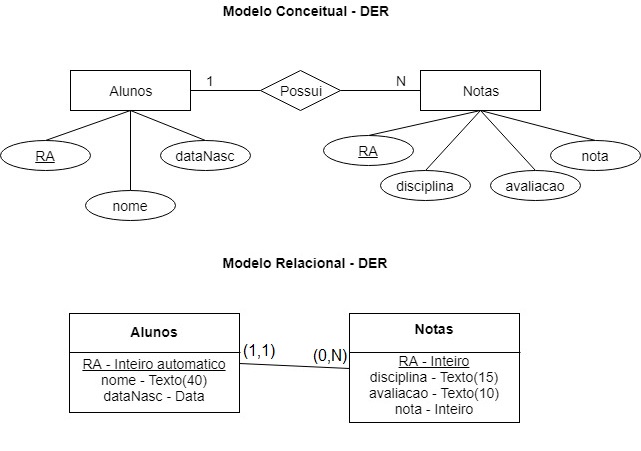 Modelo Conceitual - DER
Alunos
1
Possui
N
Notas
RA
dataNasc
nome
RA
disciplina
avaliacao
nota
Modelo Relacional - DER
Alunos
RA - Inteiro automatico
nome - Texto(40)
dataNasc - Data
(1,1)
(0,N)
Notas
RA - Inteiro
disciplina - Texto(15)
avaliacao - Texto(10)
nota - Inteiro